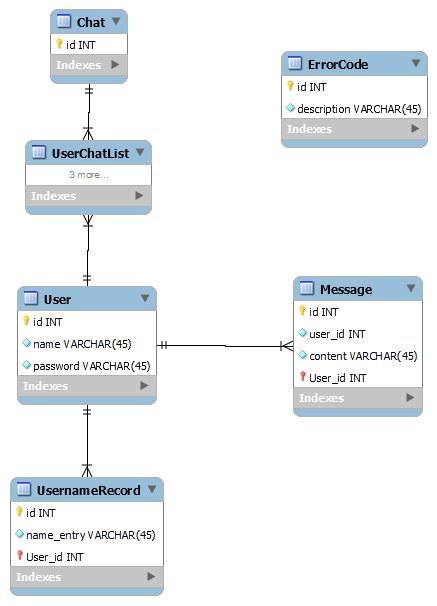 Chat
id INT
Indexes
ErrorCode
id INT
description VARCHAR(45)
Indexes
UserChatList
3 more...
Indexes
User
id INT
name VARCHAR(45)
password VARCHAR(45)
Indexes
Message
id INT
user_id INT
content VARCHAR(45)
User_id INT
Indexes
UsernameRecord
id INT
name_entry VARCHAR(45)
User_id INT
Indexes